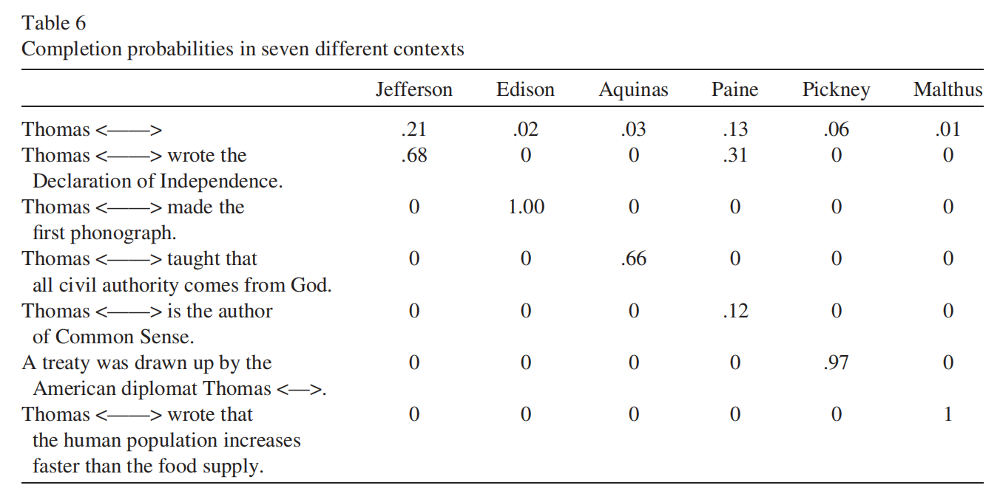 Table 6
Completion probabilities in seven different contexts
Jefferson Edison Aquinas Paine Pickney Malthus
Thomas <——> .21 .02 .03 .13 .06 .01
Thomas <——> wrote the .68 0 0 .31 0 0
Declaration of Independence.
Thomas <——> made the 0 1.00 0 0 0 0
first phonograph.
Thomas <——> taught that 0 0 .66 0 0 0
all civil authority comes from God.
Thomas <——> is the author 0 0 0 .12 0 0
of Common Sense.
A treaty was drawn up by the 0 0 0 0 .97 0
American diplomat Thomas <—>.
Thomas <——> wrote that 0 0 0 0 0 1
the human population increases
faster than the food supply.